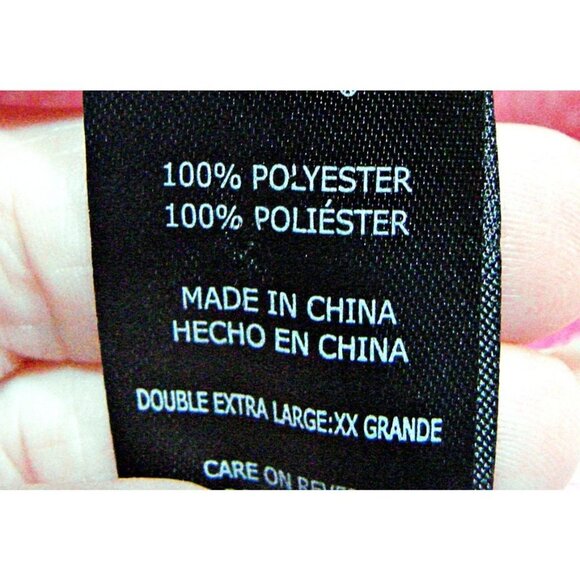 100% POLYESTER
100% POLIÉSTER
MADE IN CHINA
HECHO EN CHINA
DOUBLE EXTRA LARGE:XX GRANDE
CARE ON